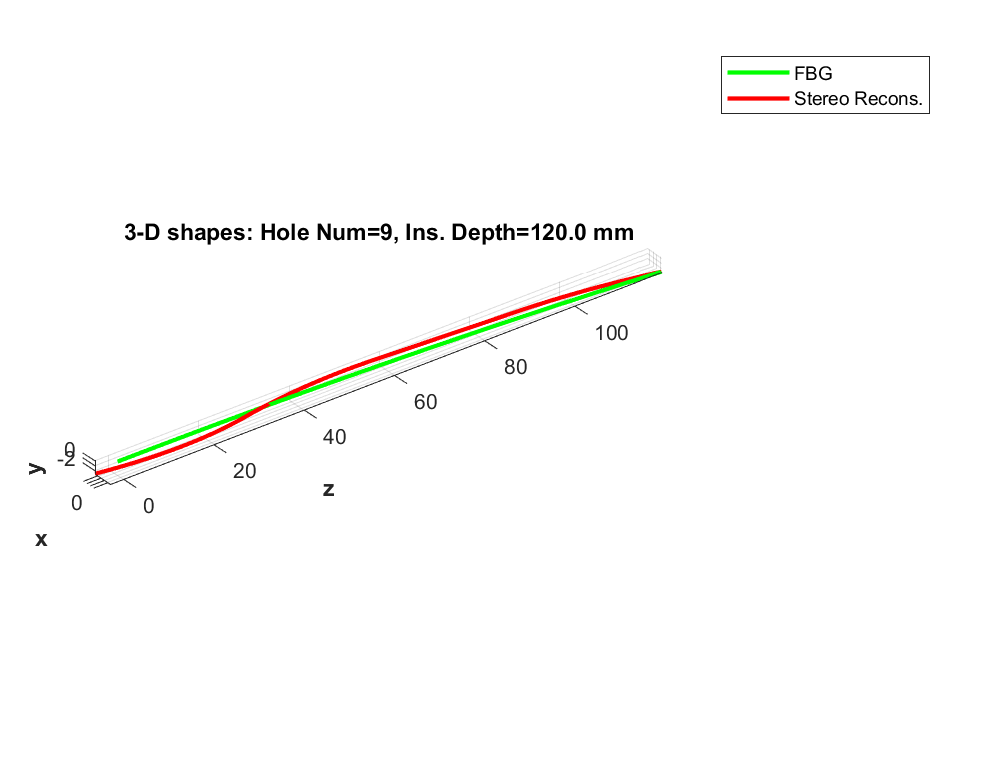 FBG
Stereo Recons.
3-D shapes: Hole Num=9, Ins. Depth=120.0 mm
100
80
60
40
20
0
0
-2
0
y
z
x